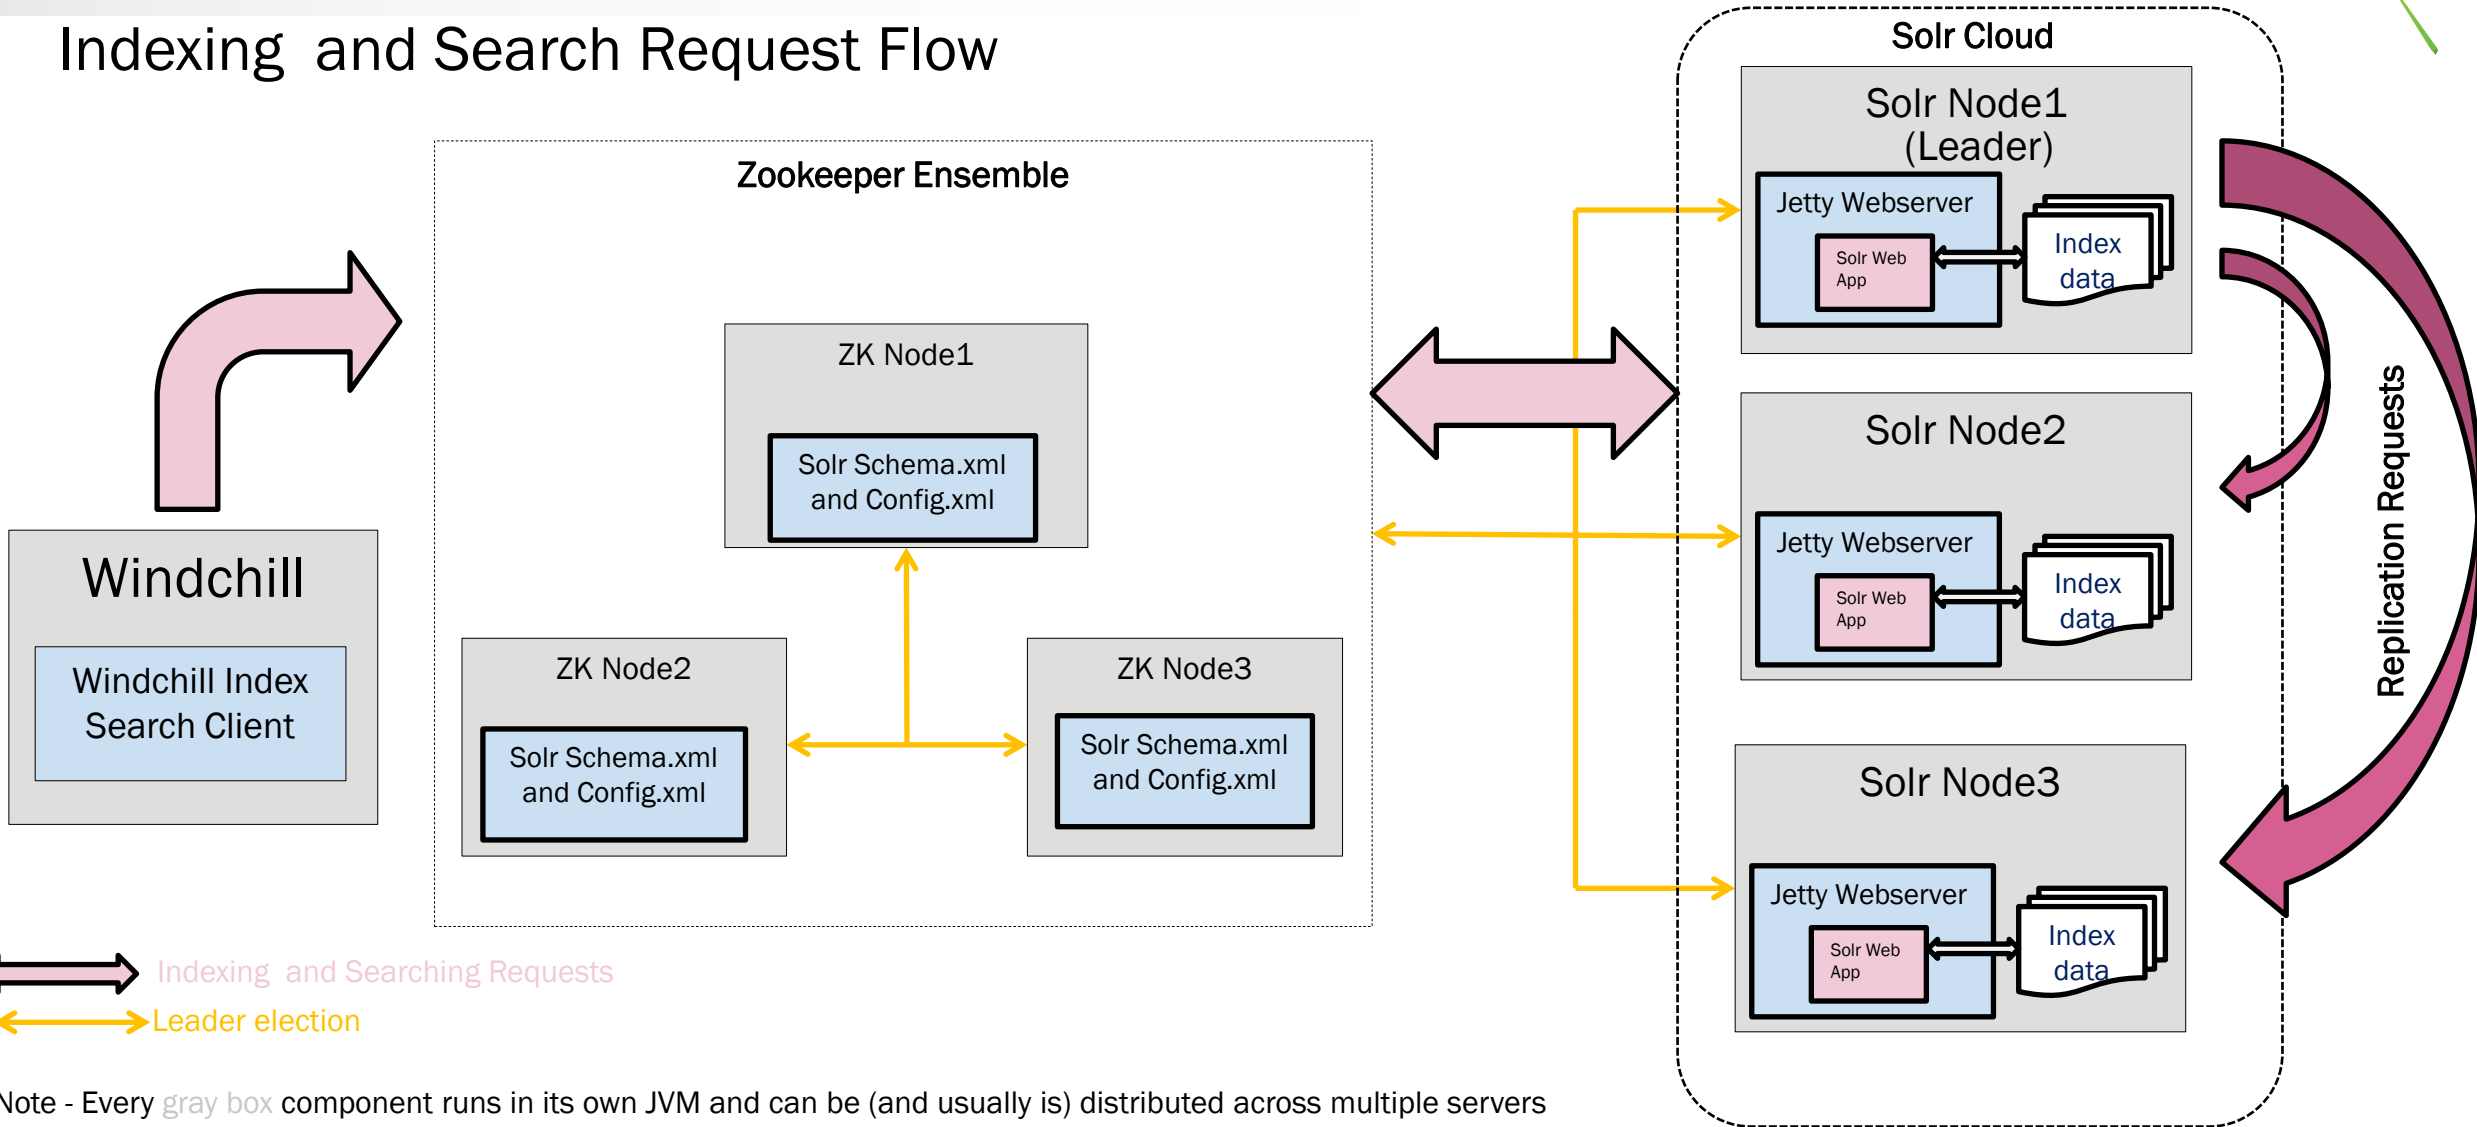 Indexing  and Search Request Flow
Solr Cloud
Solr Node1
(Leader)
Jetty Webserver
Solr Web
App
Index
data
Zookeeper Ensemble
ZK Node1
Solr Schema.xml
and Config.xml
Solr Node2
Jetty Webserver
Solr Web
App
Index
data
Replication Requests
Windchill
Windchill Index
Search Client
ZK Node2
Solr Schema.xml
and Config.xml
ZK Node3
Solr Schema.xml
and Config.xml
Solr Node3
Jetty Webserver
Solr Web
App
Index
data
Indexing  and Searching Requests
Leader election
Note - Every gray box component runs in its own JVM and can be (and usually is) distributed across multiple servers